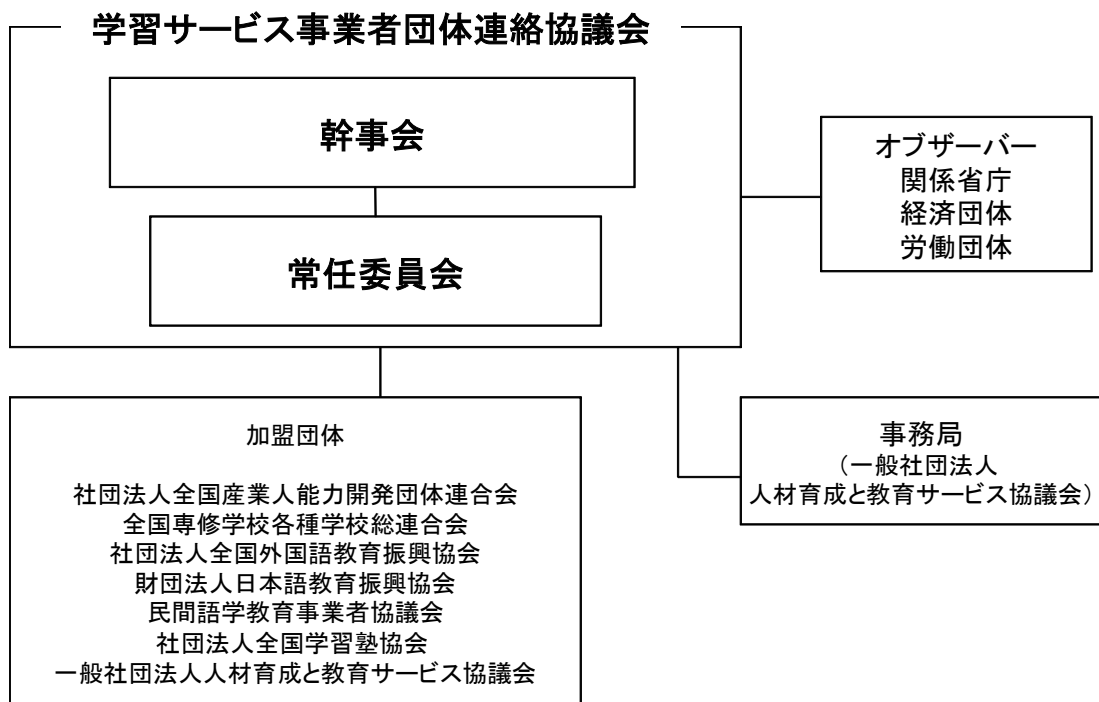 学習サービス事業者団体連絡協議会
幹事会
常任委員会
オブザーバー
関係省庁
経済団体
労働団体
加盟団体
社団法人全国産業人能力開発団体連合会
全国専修学校各種学校総連合会
社団法人全国外国語教育振興協会
財団法人日本語教育振興協会
民間語学教育事業者協議会
社団法人全国学習塾協会
一般社団法人人材育成と教育サービス協議会
事務局
（一般社団法人
人材育成と教育サービス協議会）